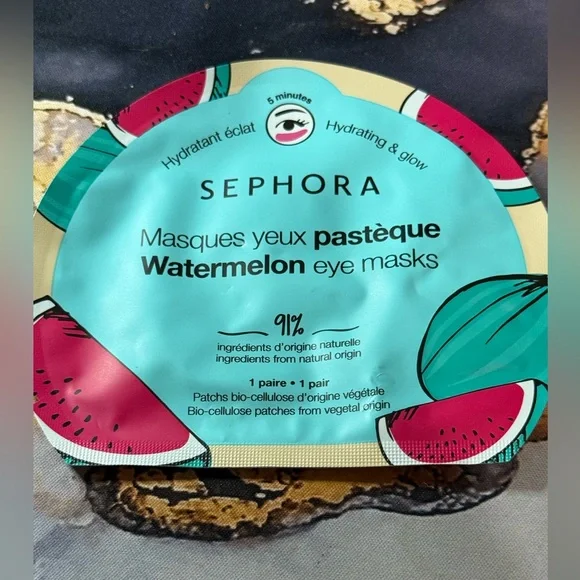 5 minutes
Hydratant éclat
Hydrating & glow
SEPHORA
Masques yeux pastèque
Watermelon eye masks
91%
ingrédients d'origine naturelle
ingredients from natural origin
1 paire • 1 pair
Patchs bio-cellulose d'origine végétale
Bio-cellulose patches from vegetal origin